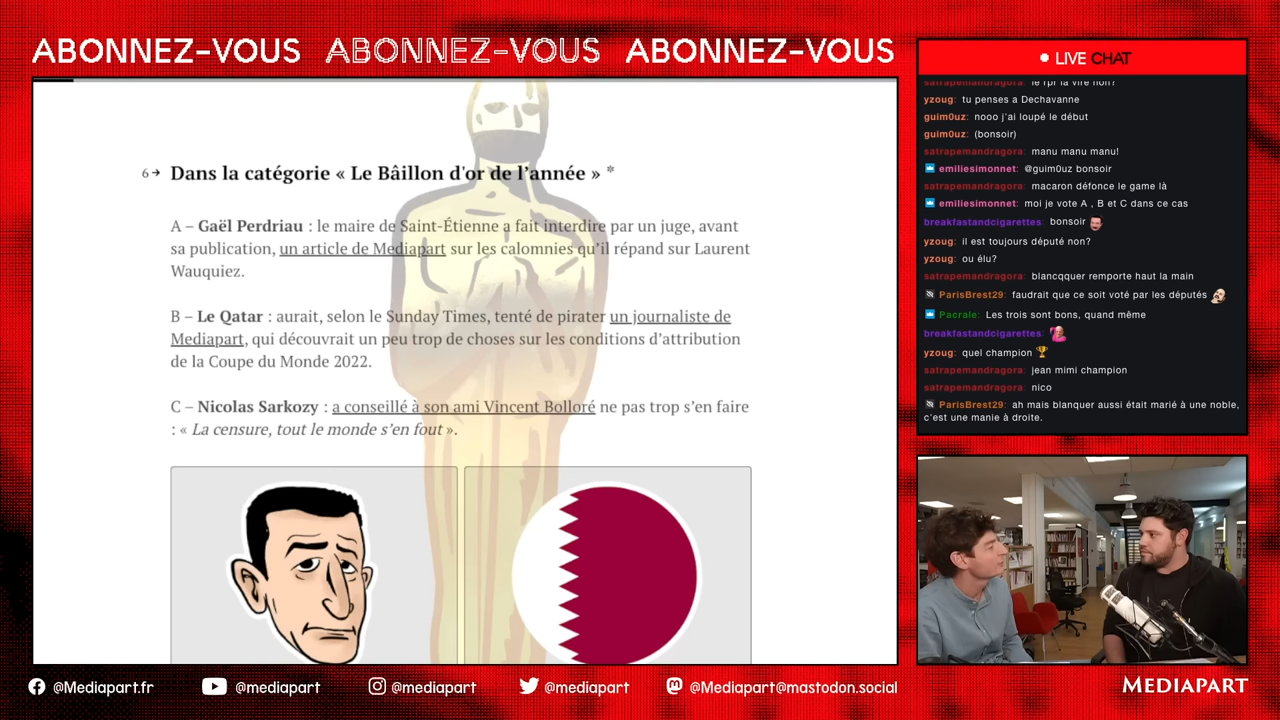 ABONNEZ-VOUS ABONNEZ-VOUS ABONNEZ-VOUS
6→ Dans la catégorie « Le Bâillon d'or de l'année » *
A – Gaël Perdriau : le maire de Saint-Étienne a fait interdire par un juge, avant
sa publication, un article de Mediapart sur les calomnies qu'il répand sur Laurent
Wauquiez.
B – Le Qatar : aurait, selon le Sunday Times, tenté de pirater un journaliste de
Mediapart, qui découvrait un peu trop de choses sur les conditions d'attribution
de la Coupe du Monde 2022.
C – Nicolas Sarkozy : a conseillé à son ami Vincent Bolloré ne pas trop s'en faire
: « La censure, tout le monde s'en fout ».
LIVE CHAT
satrapemandragora: le rpr la vire non?
yzoug: tu penses a Dechavanne
guim0uz: nooo j'ai loupé le début
guim0uz: (bonsoir)
satrapemandragora: manu manu manu!
emiliesimonnet: @guim0uz bonsoir
satrapemandragora: macaron défonce le game là
emiliesimonnet: moi je vote A , B et C dans ce cas
breakfastandcigarettes: bonsoir
yzoug: il est toujours député non?
yzoug: ou élu?
satrapemandragora: blancqquer remporte haut la main
ParisBrest29: faudrait que ce soit voté par les députés
Pacrale: Les trois sont bons, quand même
breakfastandcigarettes:
yzoug: quel champion
satrapemandragora: jean mimi champion
satrapemandragora: nico
ParisBrest29: ah mais blanquer aussi était marié à une noble,
c'est une manie à droite.
@Mediapart.fr @mediapart @mediapart @mediapart @Mediapart@mastodon.social
MEDIAPART